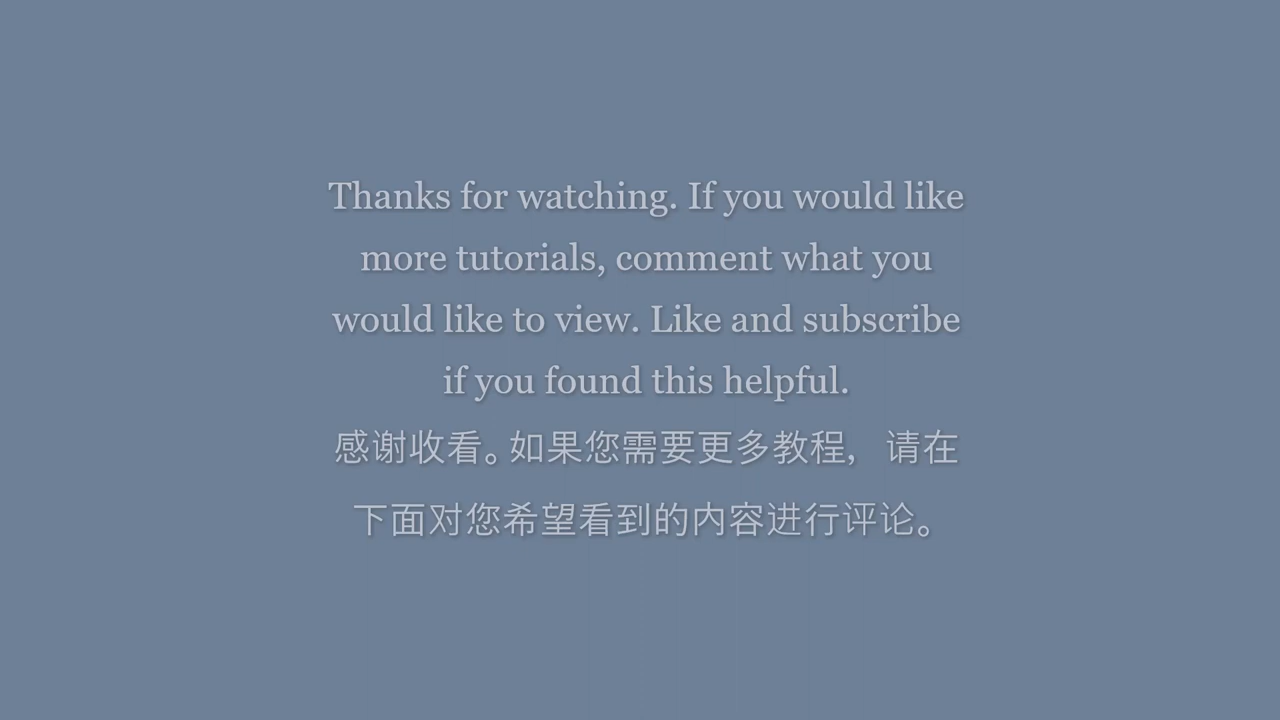 Thanks for watching. If you would like
more tutorials, comment what you
would like to view. Like and subscribe
if you found this helpful.
感谢收看。如果您需要更多教程，请在
下面对您希望看到的内容进行评论。